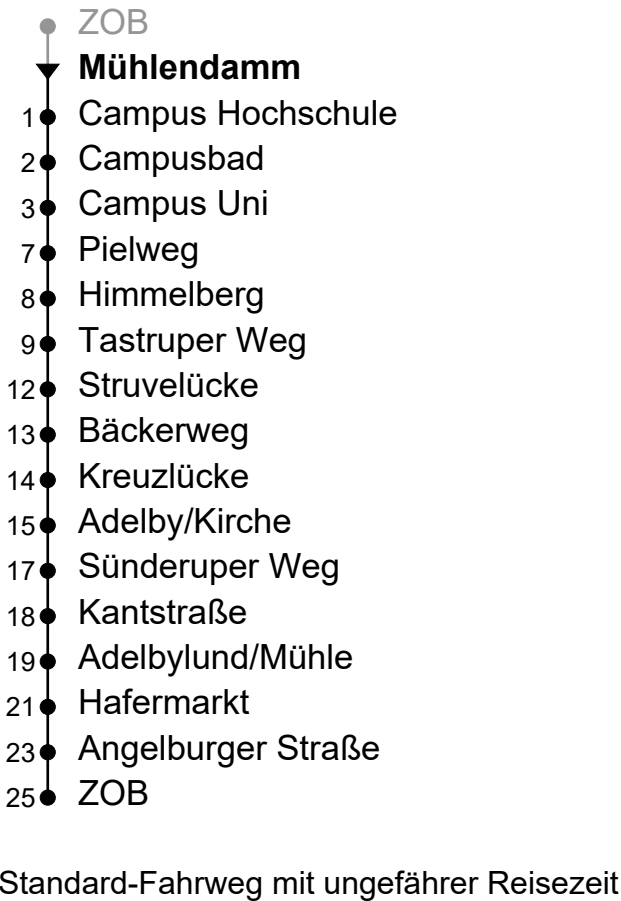 ZOB
Mühlendamm
1 Campus Hochschule
2 Campusbad
3 Campus Uni
7 Pielweg
8 Himmelberg
9 Tastruper Weg
12 Struvelücke
13 Bäckerweg
14 Kreuzlücke
15 Adelby/Kirche
17 Sünderuper Weg
18 Kantstraße
19 Adelbylund/Mühle
21 Hafermarkt
23 Angelburger Straße
25 ZOB
Standard-Fahrweg mit ungefährer Reisezeit